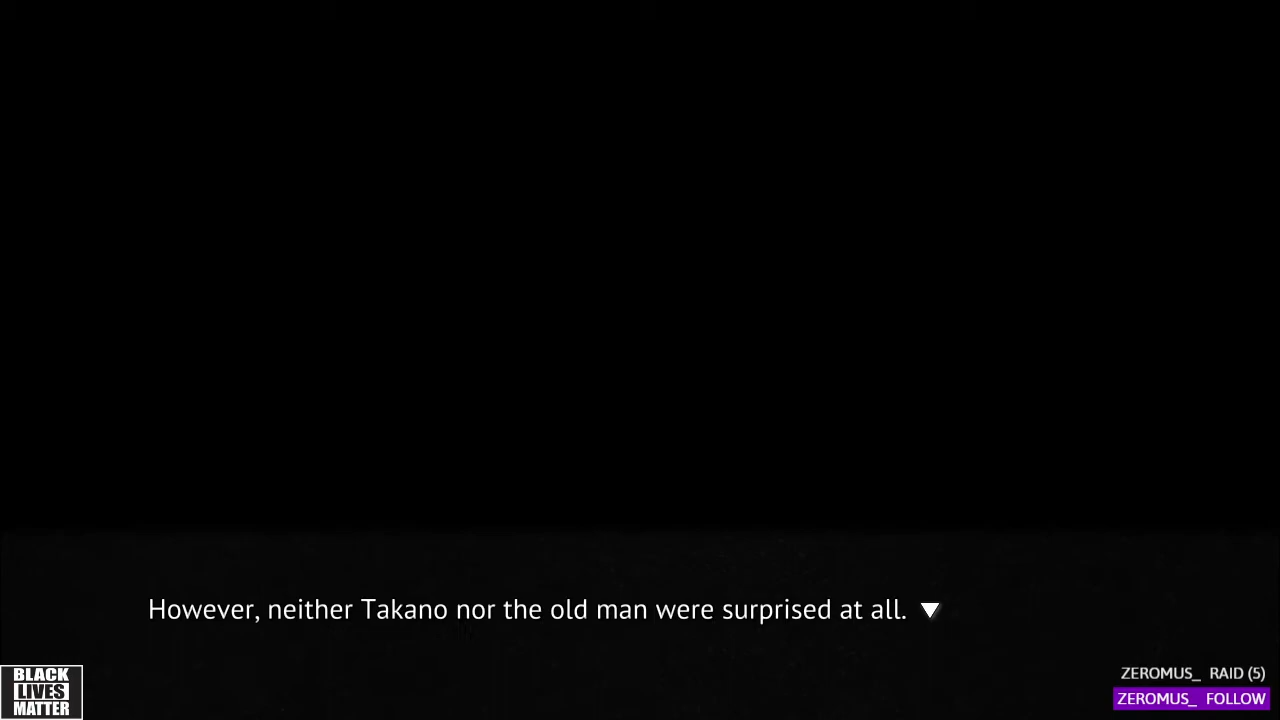 However, neither Takano nor the old man were surprised at all.
BLACK
LIVES
MATTER
ZEROMUS_ RAID (5)
ZEROMUS_ FOLLOW